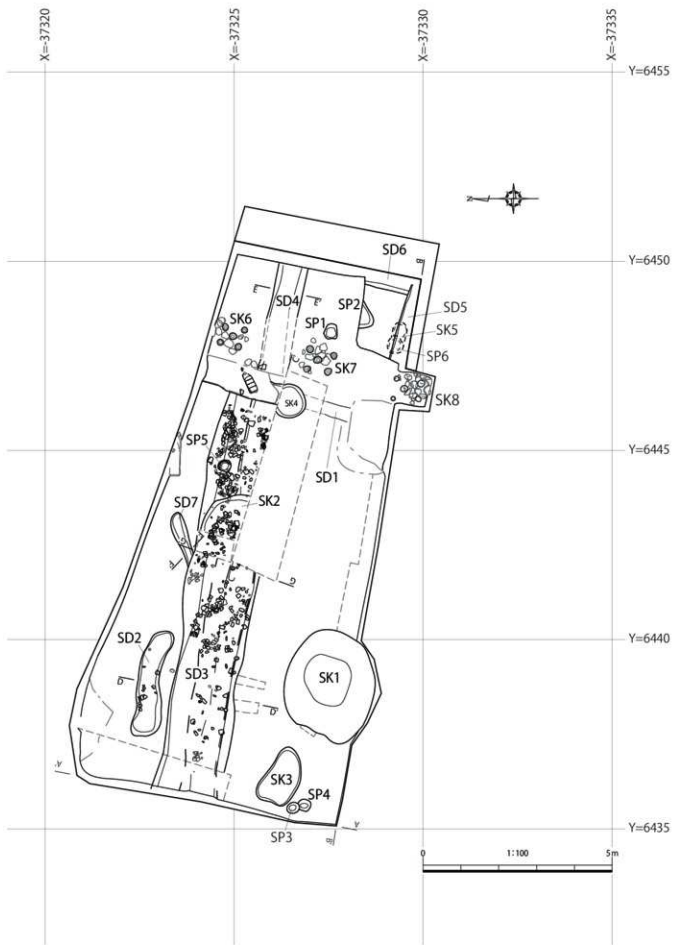 X=-37320
X=-37325
X=-37330
X=-37335
Y=6455
N
Y=6450
SD6
B'
E
SD4
E'
SP2
SD5
SK6
SP1
SK5
SP6
SK7
SK8
SK4
SP5
Y=6445
SD1
SK2
SD7
C
Y=6440
SD2
SK1
D
SD3
D'
SK3
SP4
A'
SP3
A
B
Y=6435
0
1:100
5m